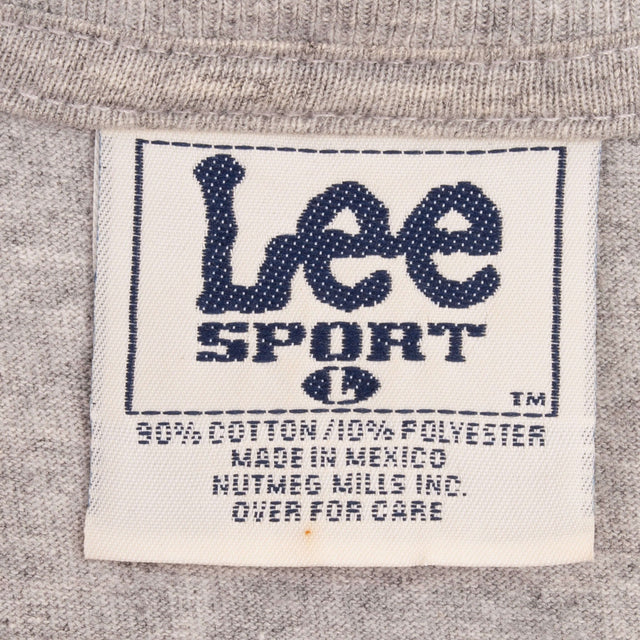 Lee
SPORT
L
TM
90% COTTON/10% POLYESTER
MADE IN MEXICO
NUTMEG MILLS INC.
OVER FOR CARE